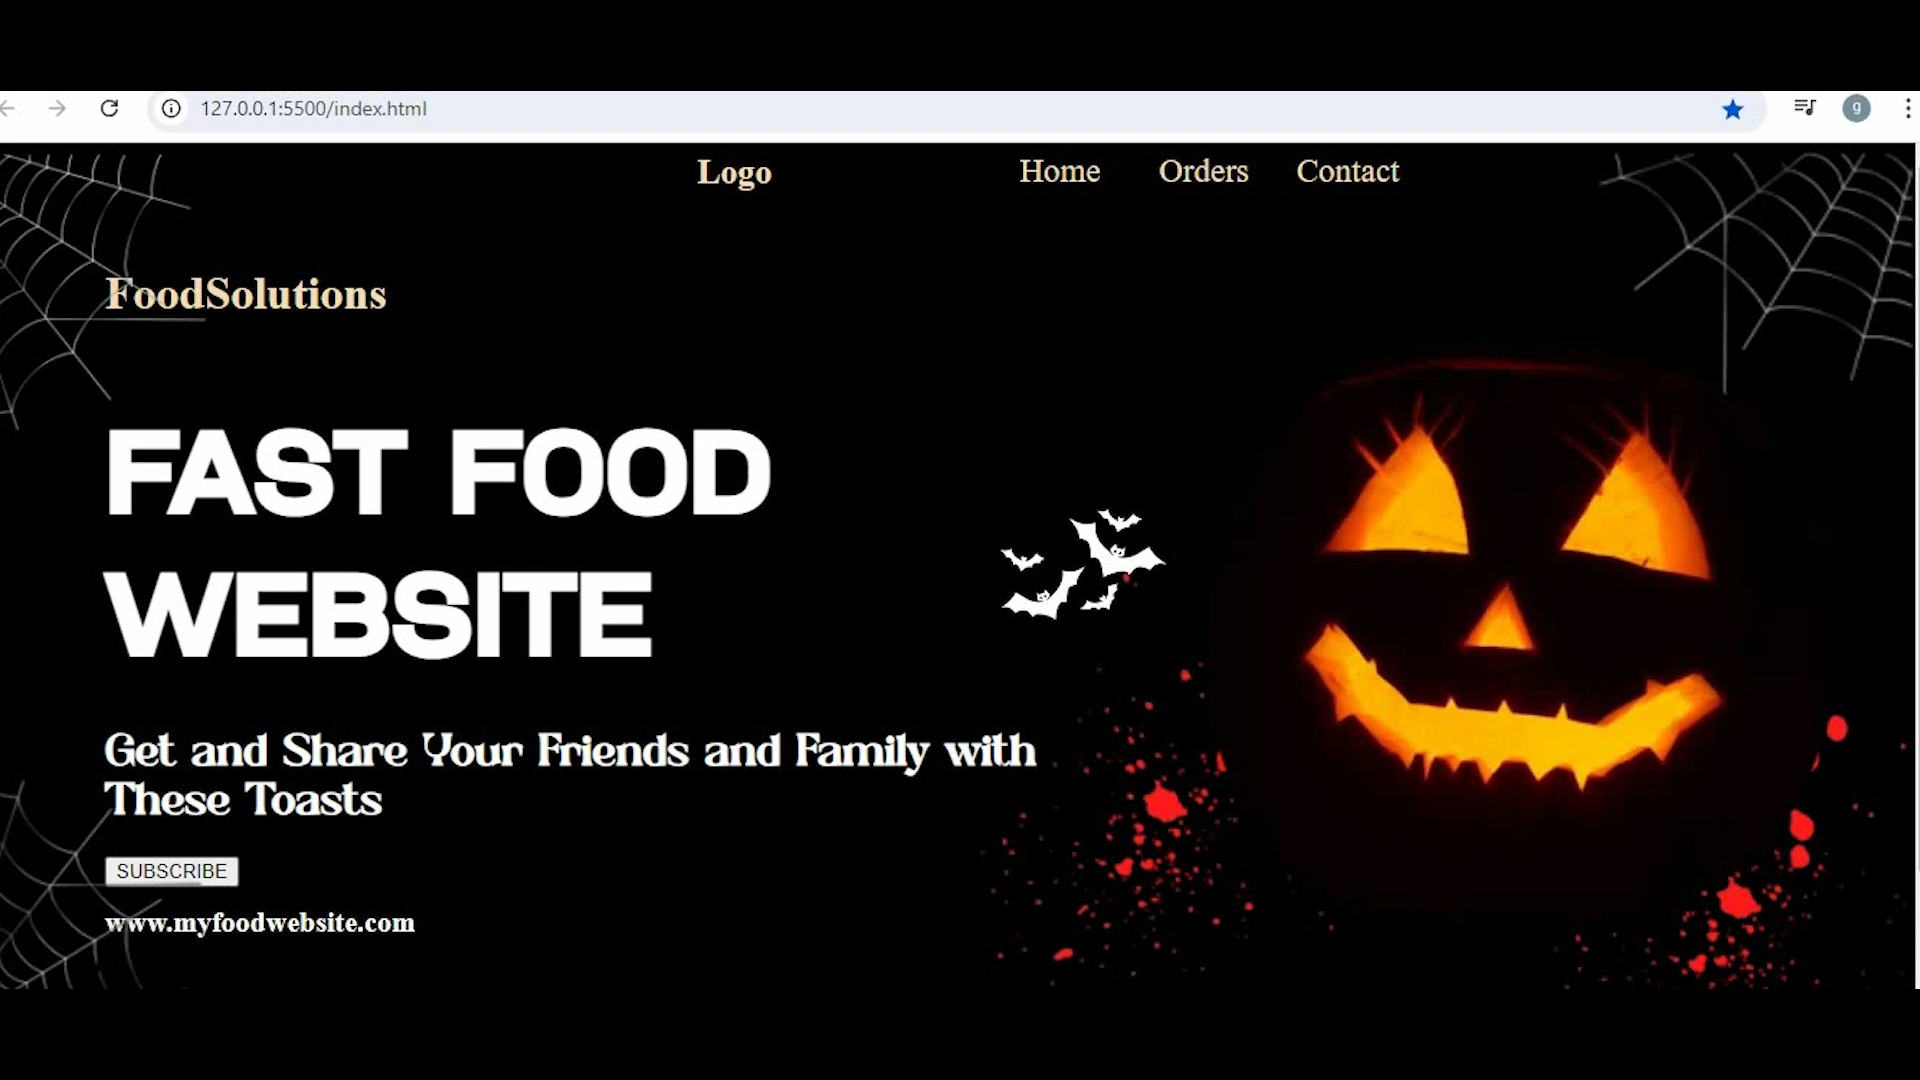 127.0.0.1:5500/index.html
g
Logo Home Orders Contact
FoodSolutions
FAST FOOD
WEBSITE
Get and Share Your Friends and Family with
These Toasts
SUBSCRIBE
www.myfoodwebsite.com